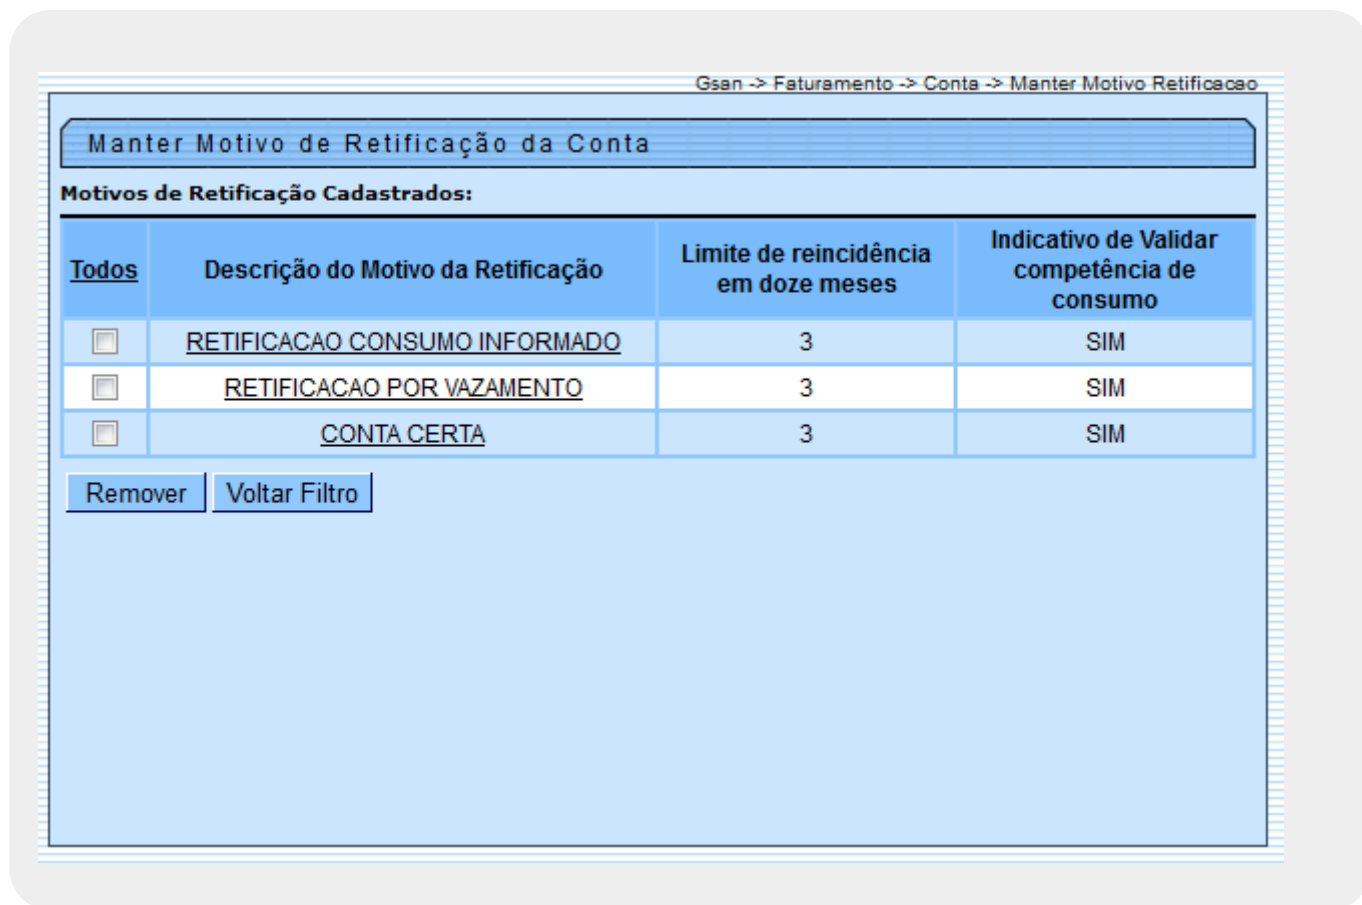 Gsan -> Faturamento -> Conta -> Manter Motivo Retificacao
Manter Motivo de Retificação da Conta
Motivos de Retificação Cadastrados:
Todos
Descrição do Motivo da Retificação
Limite de reincidência
em doze meses
Indicativo de Validar
competência de
consumo
RETIFICACAO CONSUMO INFORMADO 3 SIM
RETIFICACAO POR VAZAMENTO 3 SIM
CONTA CERTA 3 SIM
Remover Voltar Filtro